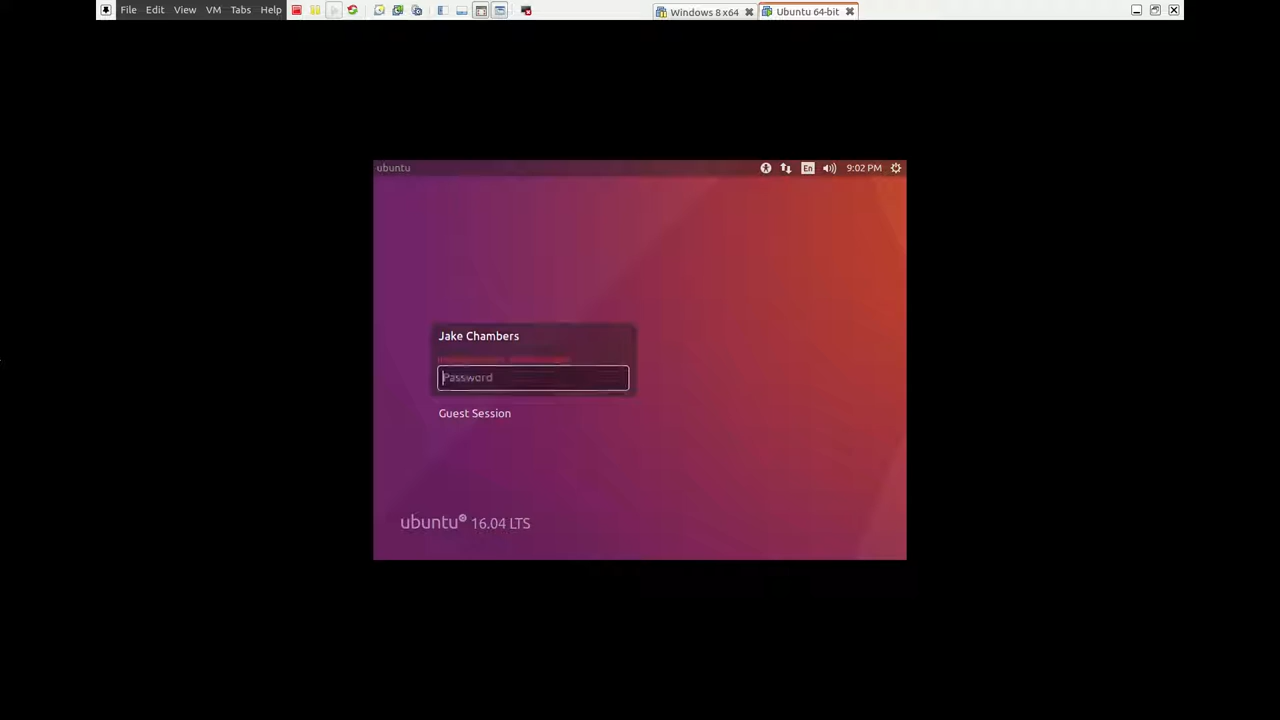 File Edit View VM Tabs Help
Windows 8 x64
Ubuntu 64-bit
ubuntu
En
9:02 PM
Jake Chambers
Password
Guest Session
ubuntu® 16.04 LTS